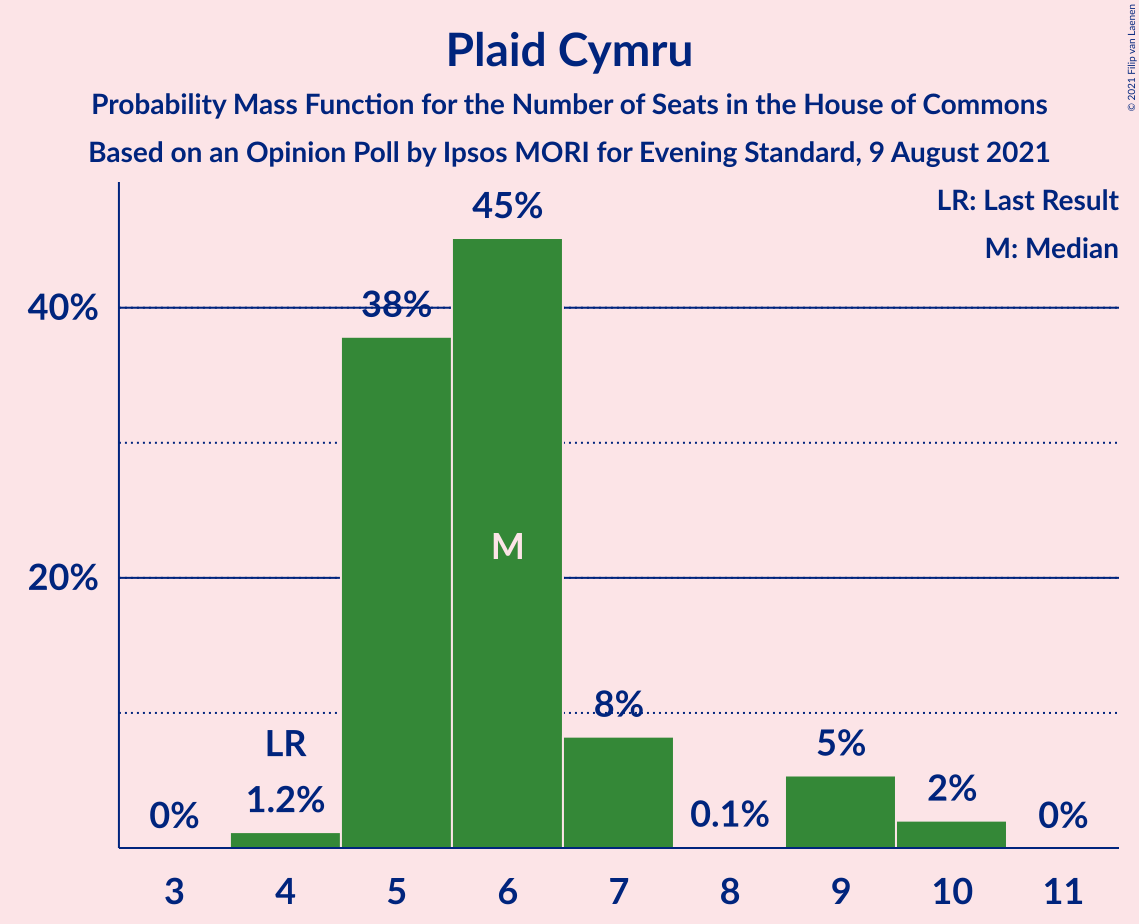 Plaid Cymru
Probability Mass Function for the Number of Seats in the House of Commons
Based on an Opinion Poll by Ipsos MORI for Evening Standard, 9 August 2021
© 2021 Filip van Laenen
LR: Last Result
M: Median
45%
40%
38%
M
20%
8%
LR
5%
1.2%
2%
0%
0.1%
0%
3 4 5 6 7 8 9 10 11